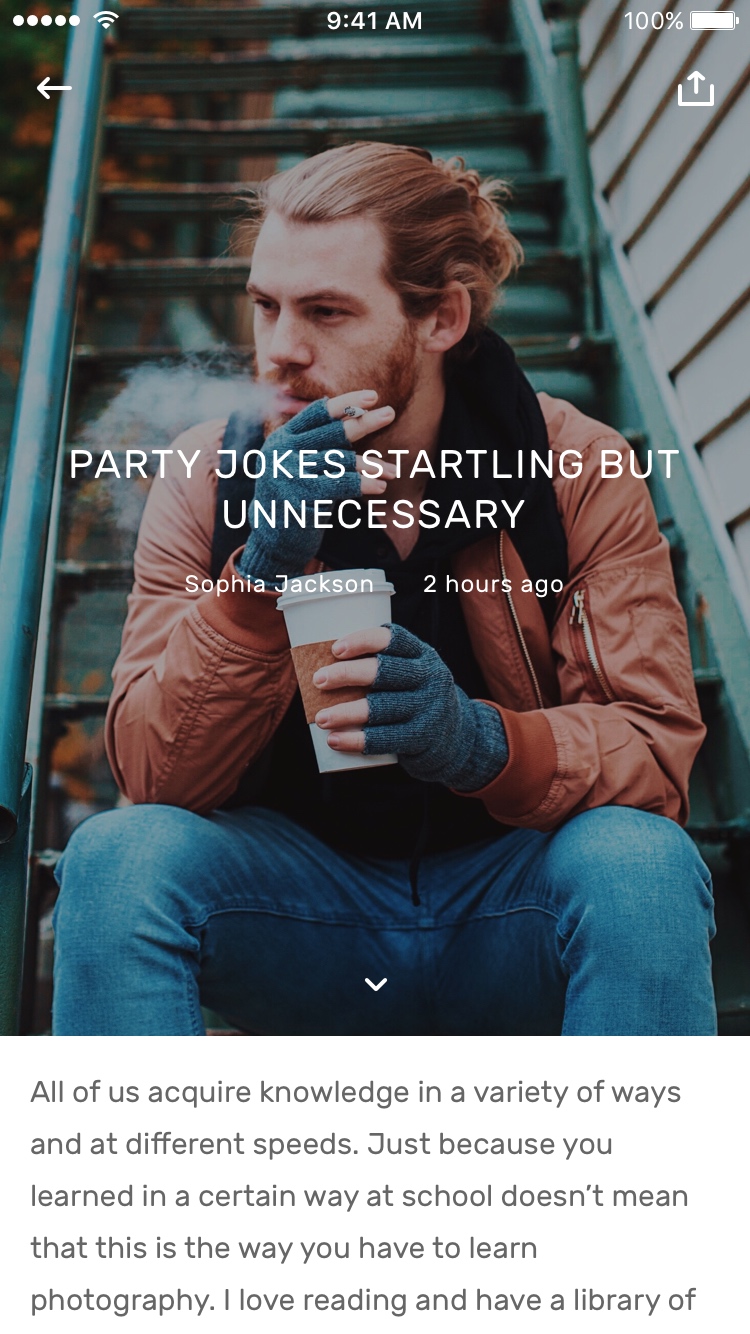 9:41 AM 100%
PARTY JOKES STARTLING BUT
UNNECESSARY
Sophia Jackson 2 hours ago
All of us acquire knowledge in a variety of ways
and at different speeds. Just because you
learned in a certain way at school doesn’t mean
that this is the way you have to learn
photography. I love reading and have a library of